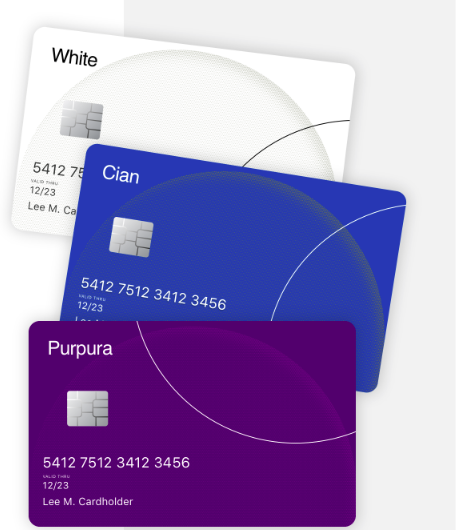 White
5412 75
VALID THRU
12/23
Lee M. Ca
Cian
5412 7512 3412 3456
VALID THRU
12/23
Purpura
5412 7512 3412 3456
VALID THRU
12/23
Lee M. Cardholder